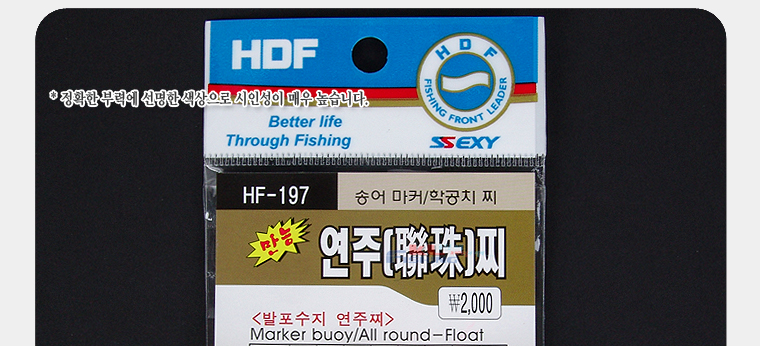 HDF
HDF
FISHING FRONT LEADER
* 정확한 부력에 선명한 색상으로 시인성이 매우 높습니다.
Better life
Through Fishing
SSEXY
HF-197
송어 마커/학공치 찌
만능
연주(聯珠)찌
₩2,000
<발포수지 연주찌>
Marker buoy/All round-Float